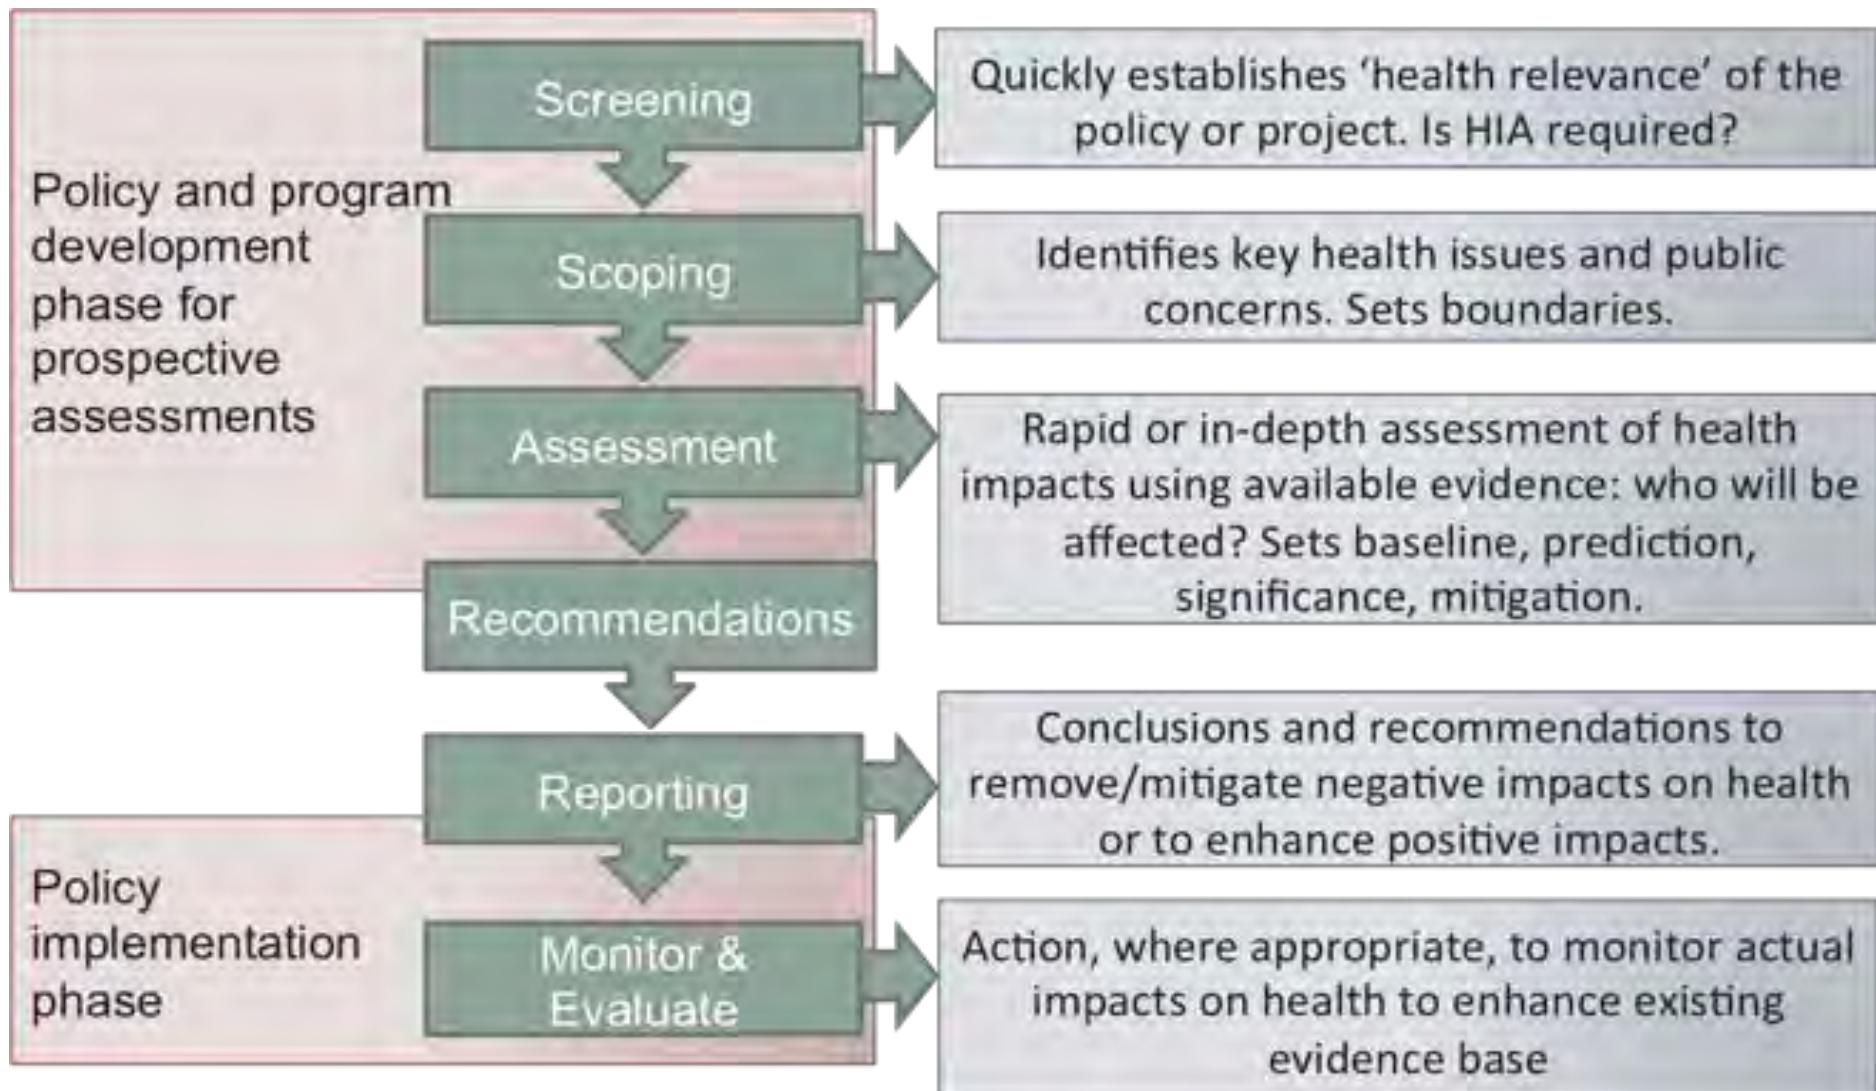 Policy and program
development
phase for
prospective
assessments
Screening
Quickly establishes ‘health relevance’ of the
policy or project. Is HIA required?
Scoping
Identifies key health issues and public
concerns. Sets boundaries.
Assessment
Rapid or in-depth assessment of health
impacts using available evidence: who will be
affected? Sets baseline, prediction,
significance, mitigation.
Recommendations
Reporting
Conclusions and recommendations to
remove/mitigate negative impacts on health
or to enhance positive impacts.
Policy
implementation
phase
Monitor &
Evaluate
Action, where appropriate, to monitor actual
impacts on health to enhance existing
evidence base